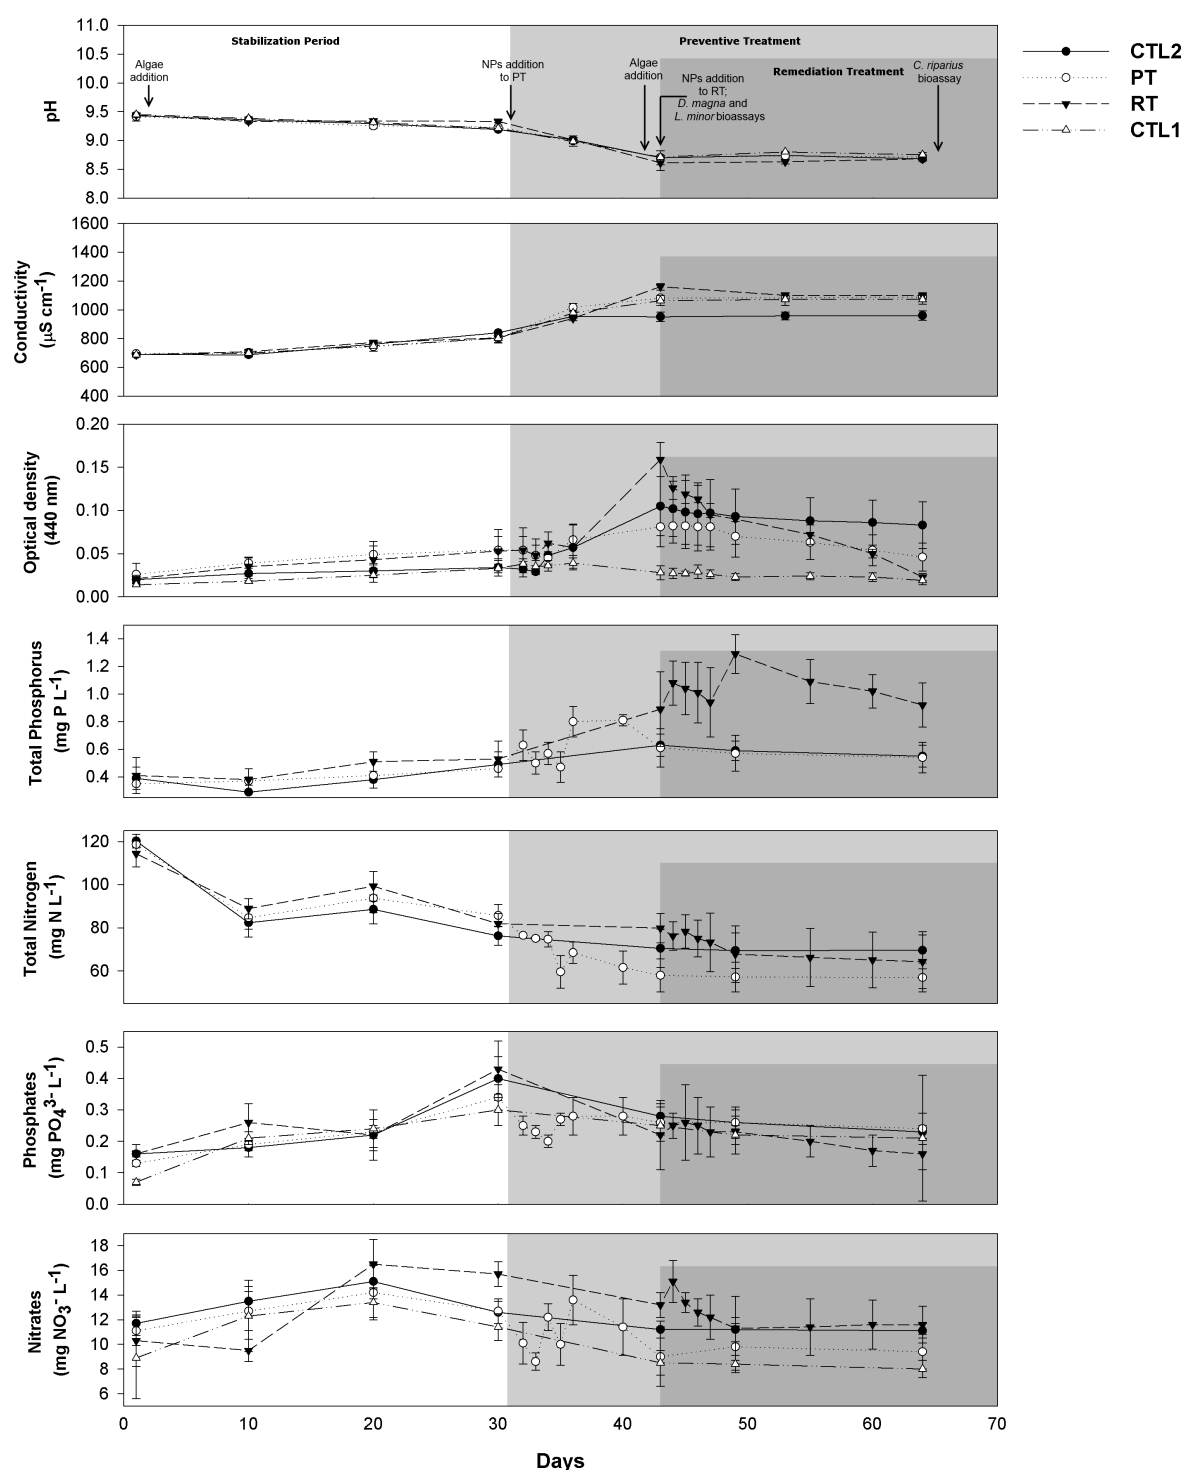 11.0
10.5
10.0
9.5
9.0
8.5
8.0
pH
Stabilization Period
Preventive Treatment
Remediation Treatment
Algae
addition
NPs addition
to PT
Algae
addition
NPs addition
to RT;
D. magna and
L. minor bioassays
C. riparius
bioassay
CTL2
PT
RT
CTL1
1600
1400
1200
1000
800
600
400
Conductivity
(µS cm-1)
0.20
0.15
0.10
0.05
0.00
Optical density
(440 nm)
1.4
1.2
1.0
0.8
0.6
0.4
Total Phosphorus
(mg P L-1)
120
100
80
60
Total Nitrogen
(mg N L-1)
0.5
0.4
0.3
0.2
0.1
0.0
Phosphates
(mg PO43- L-1)
18
16
14
12
10
8
6
Nitrates
(mg NO3- L-1)
0 10 20 30 40 50 60 70
Days